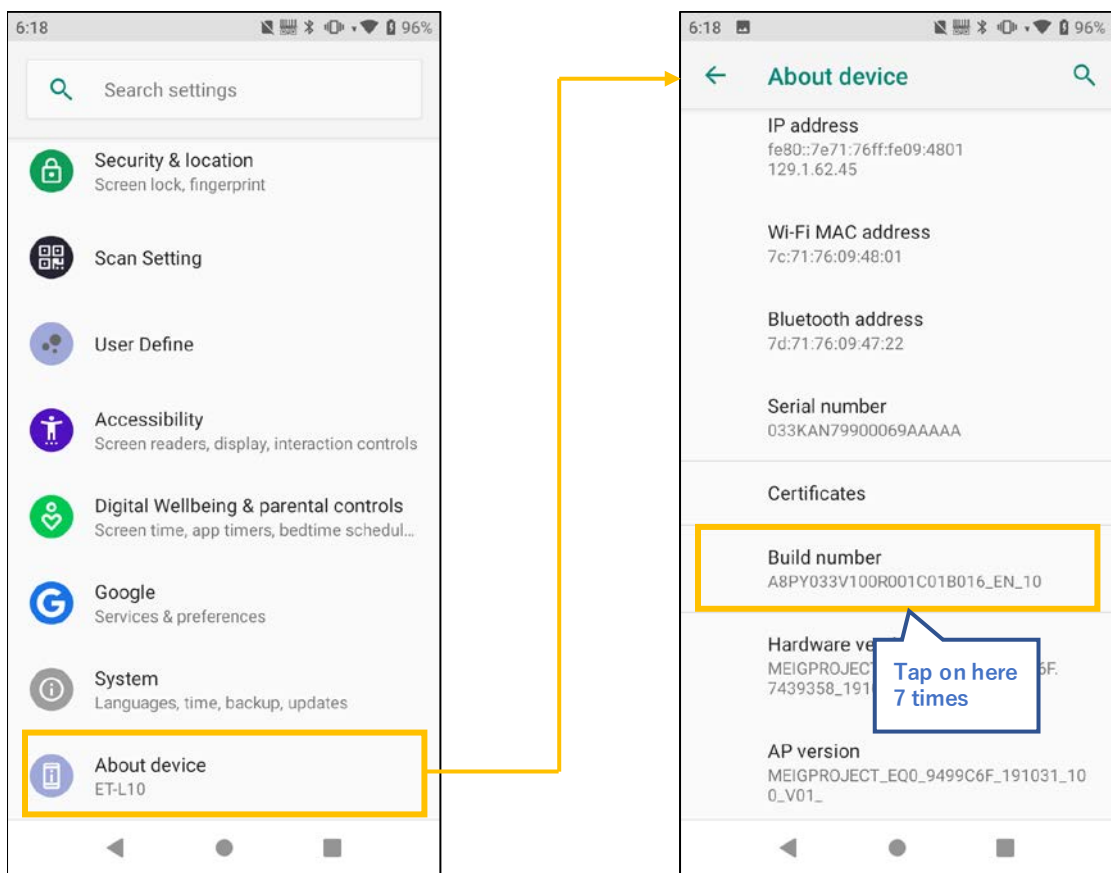 6:18
96%
Search settings
Security & location
Screen lock, fingerprint
Scan Setting
User Define
Accessibility
Screen readers, display, interaction controls
Digital Wellbeing & parental controls
Screen time, app timers, bedtime schedul...
Google
Services & preferences
System
Languages, time, backup, updates
About device
ET-L10
6:18
96%
About device
IP address
fe80::7e71:76ff:fe09:4801
129.1.62.45
Wi-Fi MAC address
7c:71:76:09:48:01
Bluetooth address
7d:71:76:09:47:22
Serial number
033KAN79900069AAAAA
Certificates
Build number
A8PY033V100R001C01B016_EN_10
Hardware
Tap on here
7 times
AP version
MEIGPROJECT_EQ0_9499C6F_191031_10
0_V01_